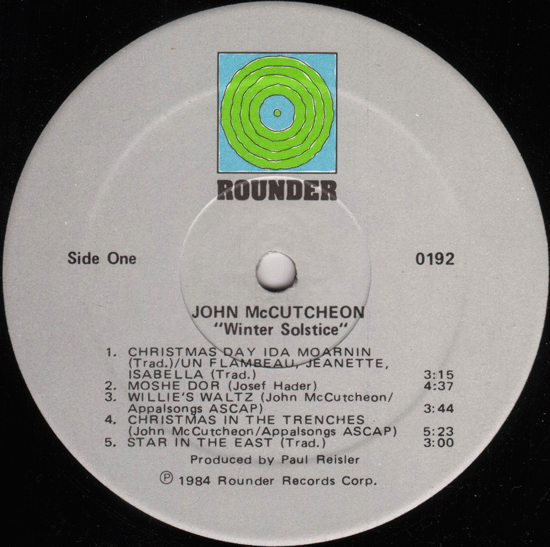 ROUNDER
Side One
0192
JOHN McCUTCHEON
"Winter Solstice"
1. CHRISTMAS DAY IDA MOARNIN
(Trad.)/UN FLAMBEAU, JEANETTE,
ISABELLA (Trad.) 3:15
2. MOSHE DOR (Josef Hader) 4:37
3. WILLIE'S WALTZ (John McCutcheon/
Appalsongs ASCAP) 3:44
4. CHRISTMAS IN THE TRENCHES
(John McCutcheon/Appalsongs ASCAP) 5:23
5. STAR IN THE EAST (Trad.) 3:00
Produced by Paul Reisler
℗ 1984 Rounder Records Corp.